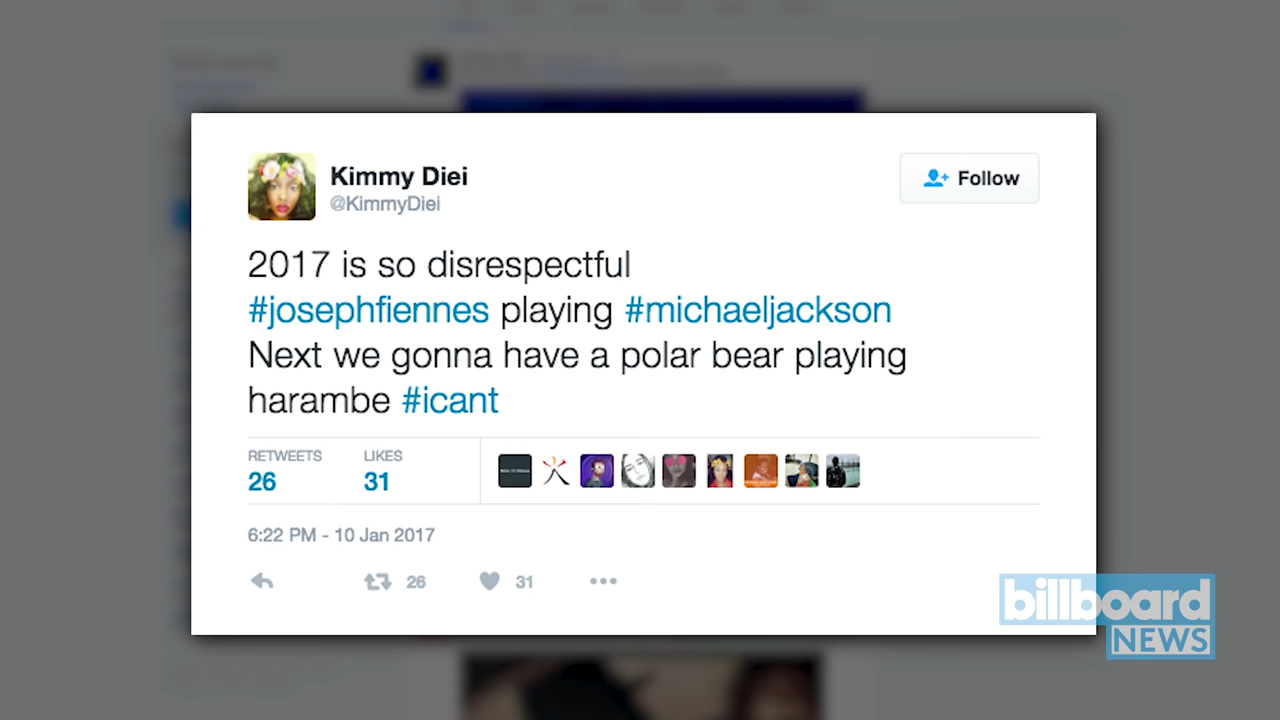 Kimmy Diei
@KimmyDiei
Follow
2017 is so disrespectful
#josephfiennes playing #michaeljackson
Next we gonna have a polar bear playing
harambe #icant
RETWEETS LIKES
26 31
6:22 PM - 10 Jan 2017
26 31
billboard
NEWS